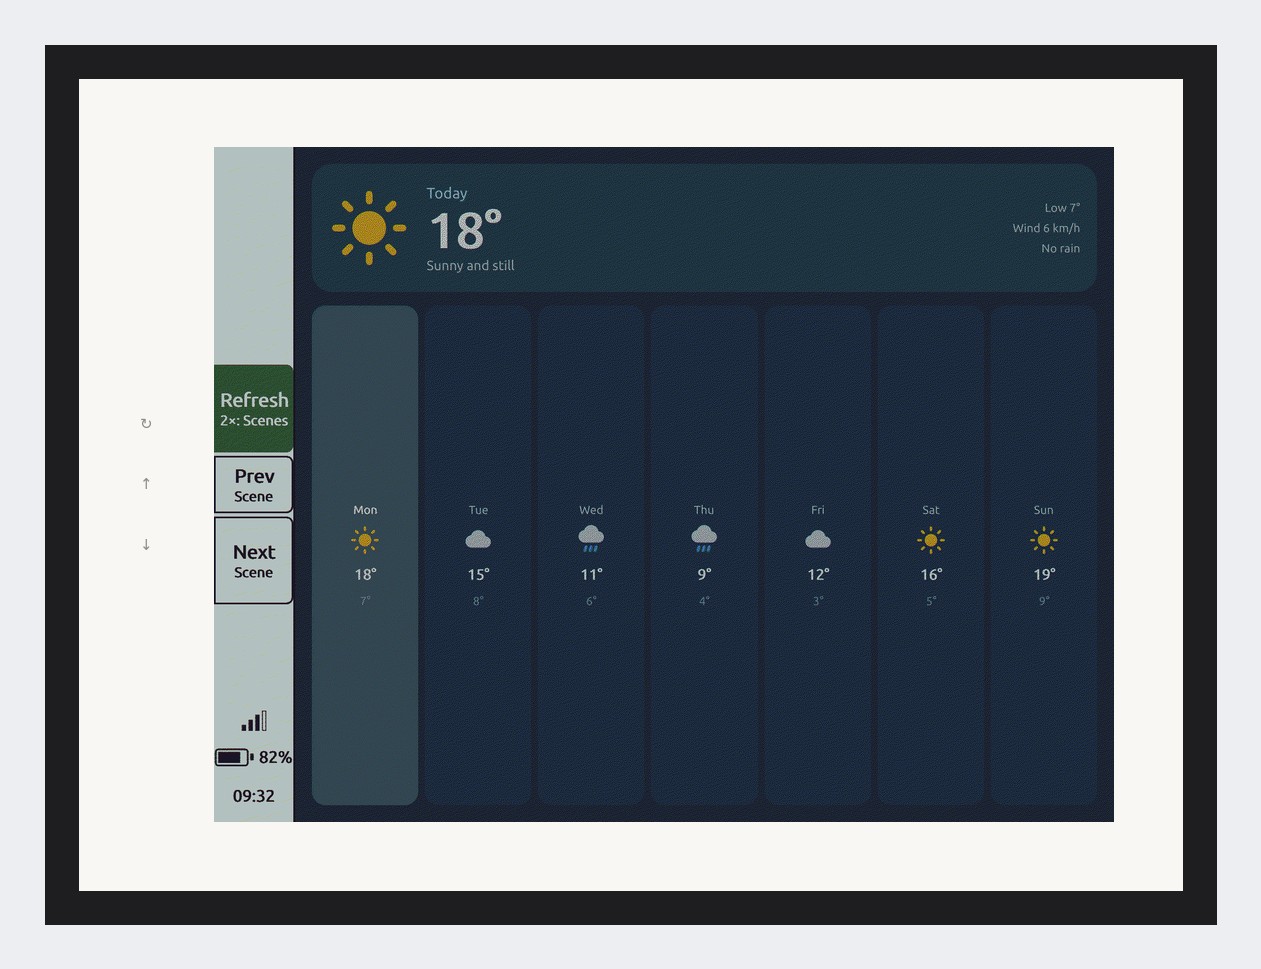 ↻
↑
↓
Refresh
2×: Scenes
Prev
Scene
Next
Scene
82%
09:32
Today
18°
Sunny and still
Low 7°
Wind 6 km/h
No rain
Mon
18°
7°
Tue
15°
8°
Wed
11°
6°
Thu
9°
4°
Fri
12°
3°
Sat
16°
5°
Sun
19°
9°